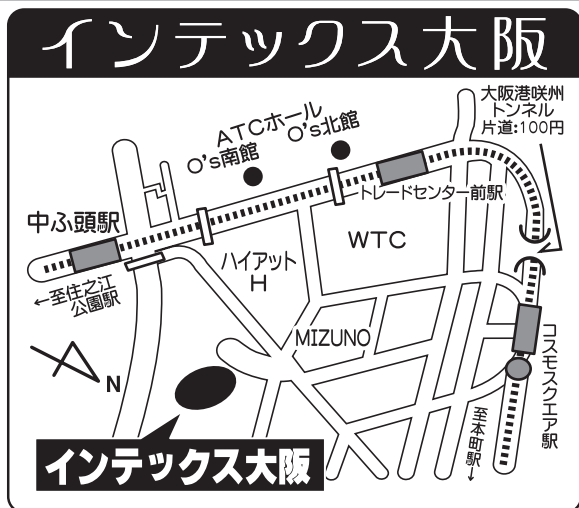 インテックス大阪
大阪港咲州
トンネル
片道:100円
ATCホール
O's南館
O's北館
トレードセンター前駅
中ふ頭駅
WTC
ハイアット
H
←至住之江
公園駅
MIZUNO
コスモスクエア駅
N
至本町駅→
インテックス大阪